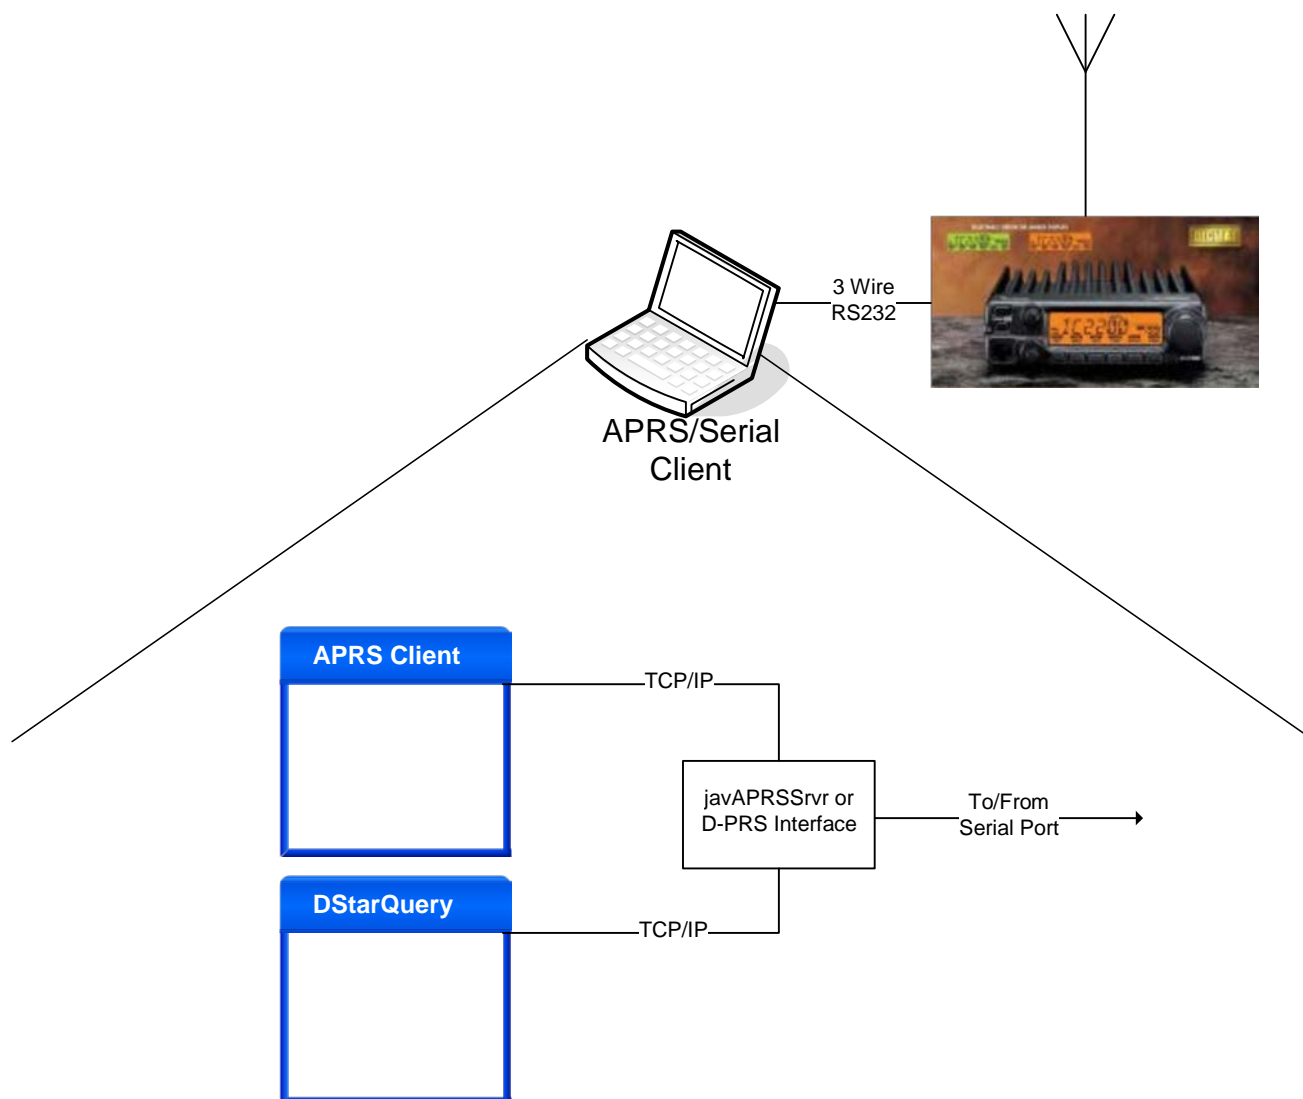 3 Wire
RS232
APRS/Serial
Client
APRS Client
TCP/IP
javAPRSSrvr or
D-PRS Interface
To/From
Serial Port
DStarQuery
TCP/IP